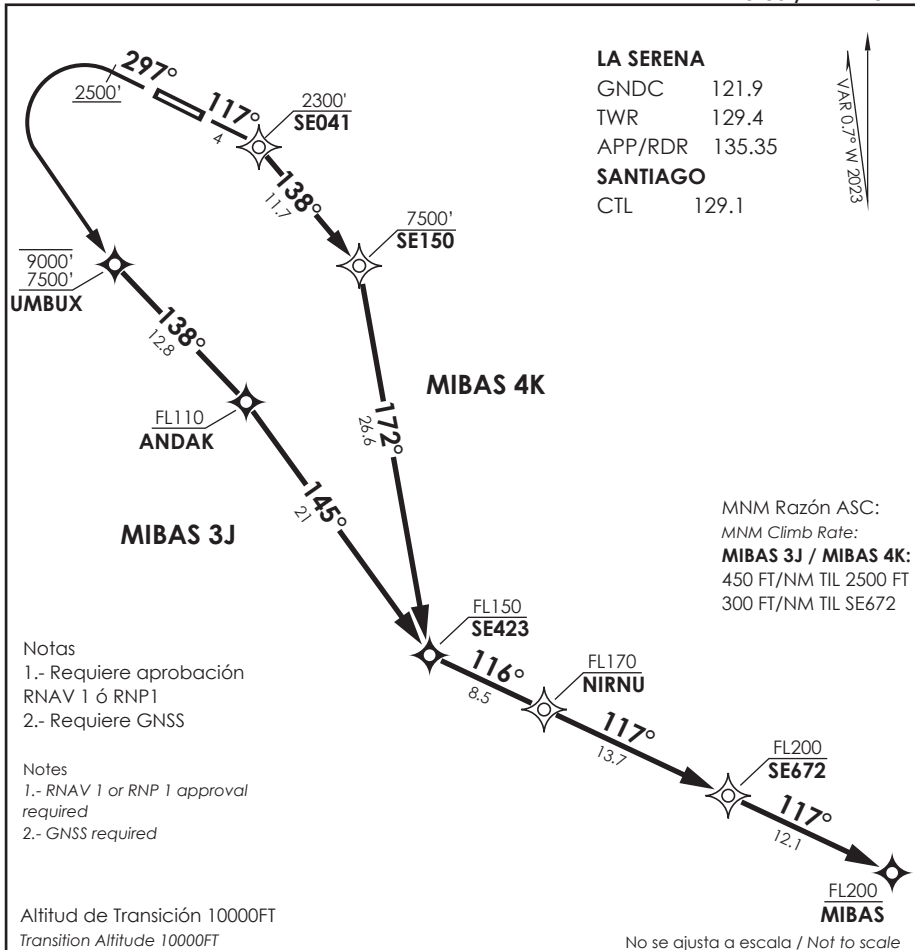 297°
2500'
117°
4
2300'
SE041
138°
11.7
7500'
SE150
LA SERENA
GNDC 121.9
TWR 129.4
APP/RDR 135.35
SANTIAGO
CTL 129.1
VAR 0.7° W 2023
9000'
7500'
UMBUX
138°
12.8
FL110
ANDAK
MIBAS 4K
172°
26.6
MIBAS 3J
145°
21
MNM Razón ASC:
MNM Climb Rate:
MIBAS 3J / MIBAS 4K:
450 FT/NM TIL 2500 FT
300 FT/NM TIL SE672
FL150
SE423
116°
8.5
FL170
NIRNU
117°
13.7
FL200
SE672
117°
12.1
FL200
MIBAS
Notas
1.- Requiere aprobación
RNAV 1 ó RNP1
2.- Requiere GNSS
Notes
1.- RNAV 1 or RNP 1 approval
required
2.- GNSS required
Altitud de Transición 10000FT
Transition Altitude 10000FT
No se ajusta a escala / Not to scale